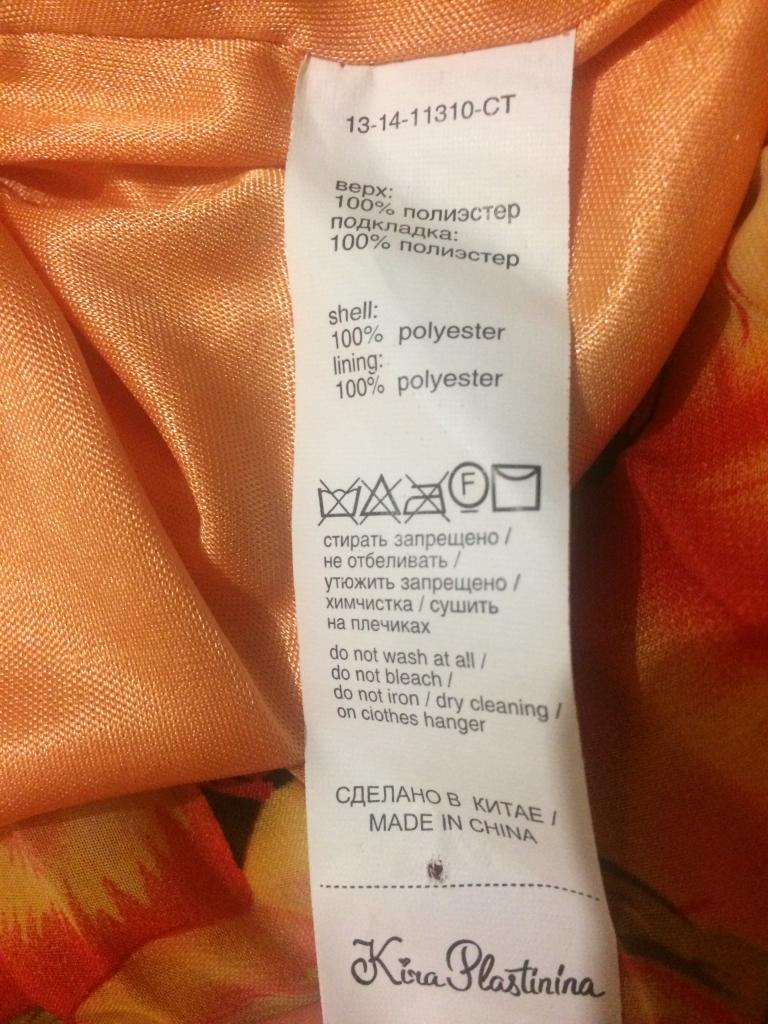 13-14-11310-CT
верх:
100% полиэстер
подкладка:
100% полиэстер
shell:
100% polyester
lining:
100% polyester
F
стирать запрещено /
не отбеливать /
утюжить запрещено /
химчистка / сушить
на плечиках
do not wash at all /
do not bleach /
do not iron / dry cleaning /
on clothes hanger
СДЕЛАНО В КИТАЕ /
MADE IN CHINA
Kira Plastinina